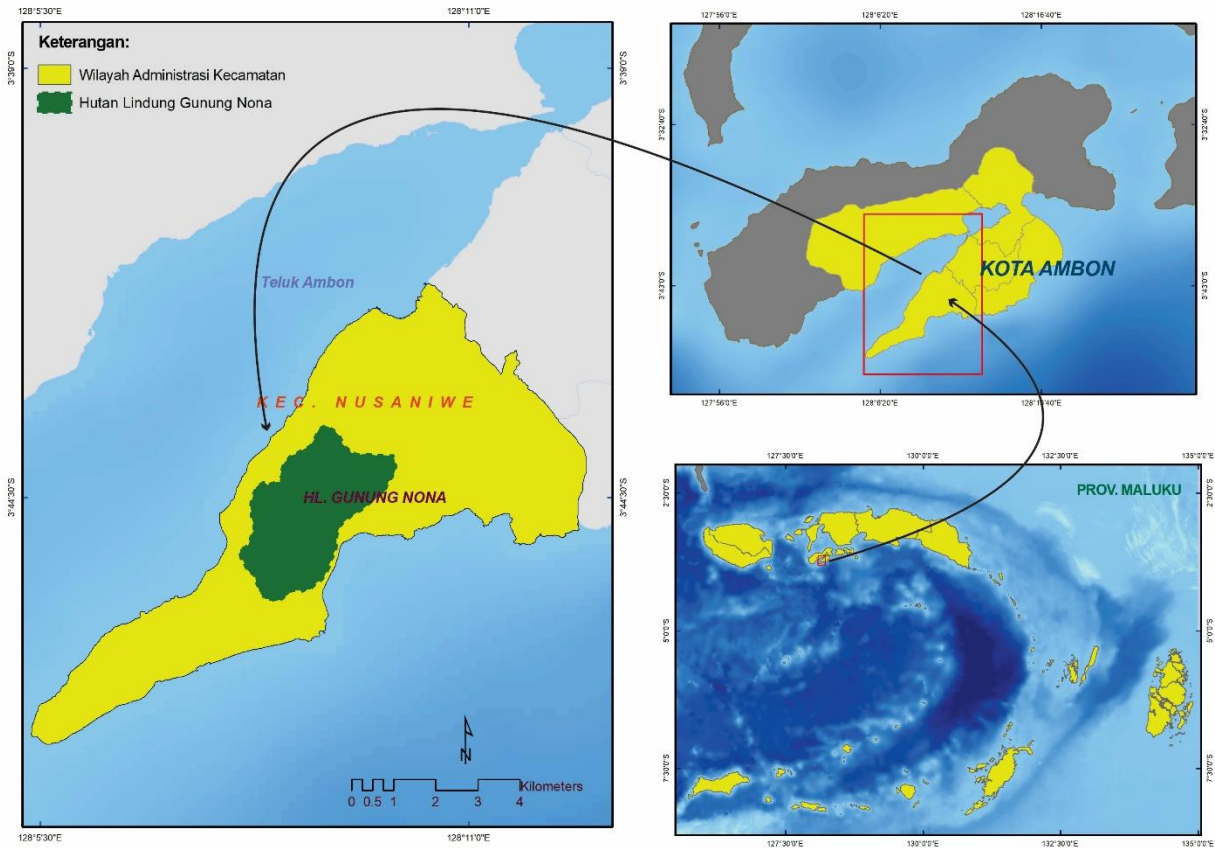 128°5'30"E
128°11'0"E
3°39'0"S
3°39'0"S
Keterangan:
Wilayah Administrasi Kecamatan
Hutan Lindung Gunung Nona
Teluk Ambon
KEC. NUSANIWE
HL. GUNUNG NONA
3°44'30"S
3°44'30"S
N
0 0.5 1 2 3 4
Kilometers
128°5'30"E
128°11'0"E
127°56'0"E
128°6'20"E
128°16'40"E
3°32'40"S
3°32'40"S
KOTA AMBON
3°43'0"S
3°43'0"S
127°56'0"E
128°6'20"E
128°16'40"E
127°30'0"E
130°0'0"E
132°30'0"E
135°0'0"E
PROV. MALUKU
2°30'0"S
2°30'0"S
5°0'0"S
5°0'0"S
7°30'0"S
7°30'0"S
127°30'0"E
130°0'0"E
132°30'0"E
135°0'0"E